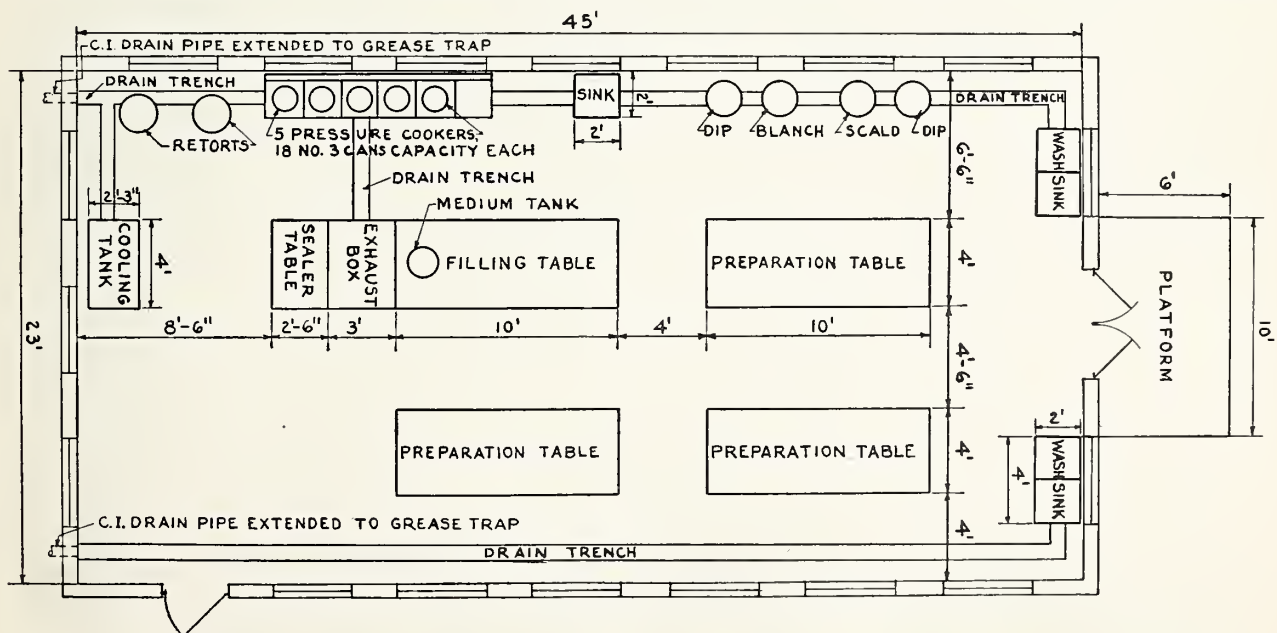 45'
C.I. DRAIN PIPE EXTENDED TO GREASE TRAP
DRAIN TRENCH
RETORTS
5 PRESSURE COOKERS,
18 NO. 3 CANS CAPACITY EACH
SINK
2'
2'
DIP
BLANCH
SCALD
DIP
DRAIN TRENCH
WASH
SINK
6'-6"
6'
DRAIN TRENCH
MEDIUM TANK
2'-3"
COOLING
TANK
4'
SEALER
TABLE
EXHAUST
BOX
FILLING TABLE
PREPARATION TABLE
4'
PLATFORM
10'
23'
8'-6"
2'-6"
3'
10'
4'
10'
4'-6"
PREPARATION TABLE
PREPARATION TABLE
4'
2'
4'
WASH
SINK
C.I. DRAIN PIPE EXTENDED TO GREASE TRAP
4'
DRAIN TRENCH